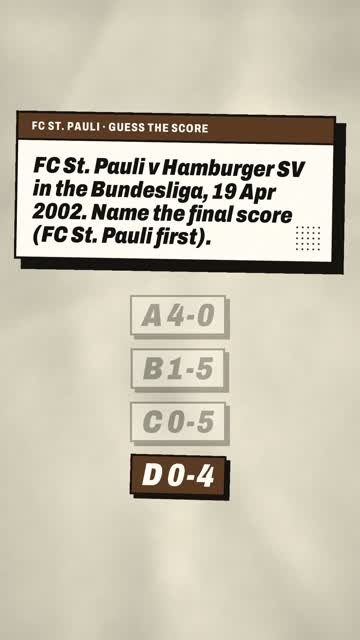 FC ST. PAULI · GUESS THE SCORE
FC St. Pauli v Hamburger SV
in the Bundesliga, 19 Apr
2002. Name the final score
(FC St. Pauli first).
A 4-0
B 1-5
C 0-5
D 0-4